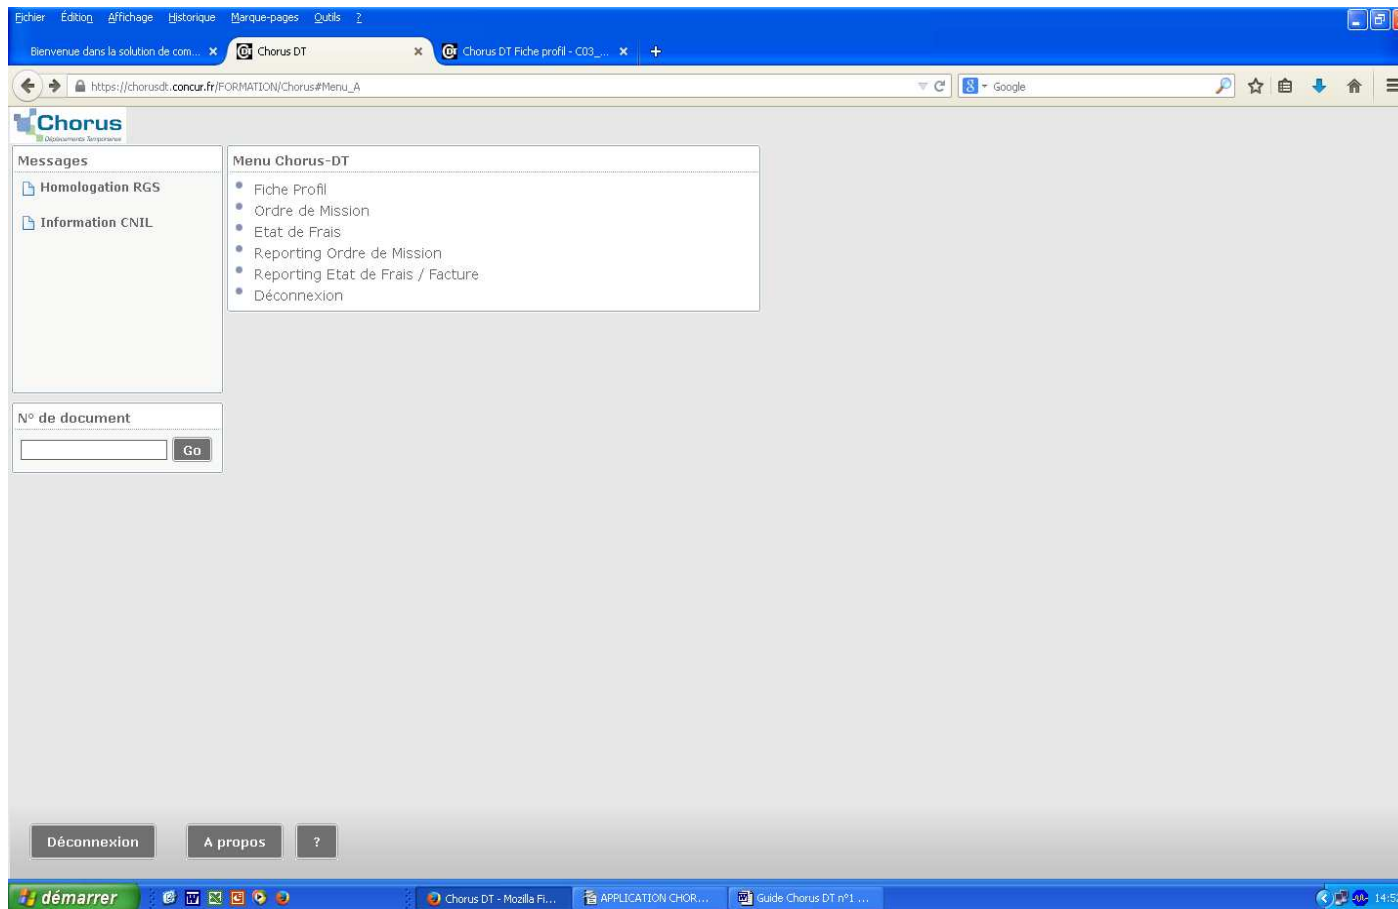 Fichier Édition Affichage Historique Marque-pages Outils ?
Bienvenue dans la solution de com... Chorus DT Chorus DT Fiche profil - C03_...
https://chorusdt.concur.fr/FORMATION/Chorus#Menu_A Google
Chorus
Déplacements Temporaires
Messages
Homologation RGS
Information CNIL
Menu Chorus-DT
Fiche Profil
Ordre de Mission
Etat de Frais
Reporting Ordre de Mission
Reporting Etat de Frais / Facture
Déconnexion
N° de document
Go
Déconnexion A propos ?
démarrer Chorus DT - Mozilla Fi... APPLICATION CHOR... Guide Chorus DT n°1 ...